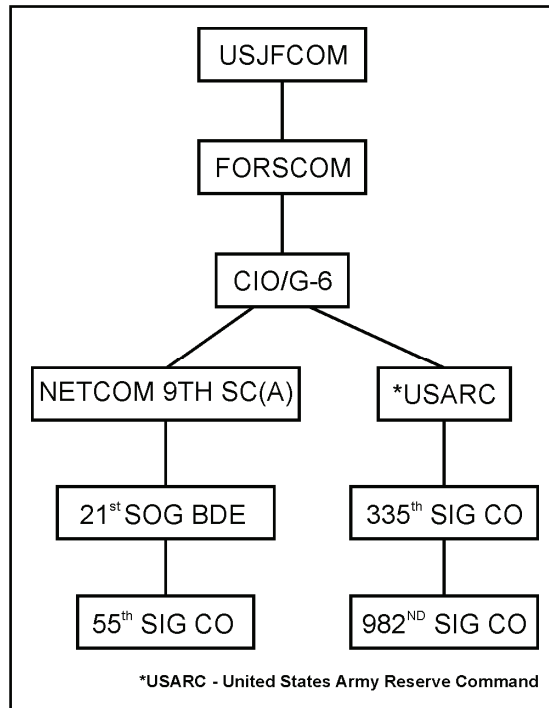 USJFCOM
FORSCOM
CIO/G-6
NETCOM 9TH SC(A)
*USARC
21st SOG BDE
335th SIG CO
55th SIG CO
982ND SIG CO
*USARC - United States Army Reserve Command